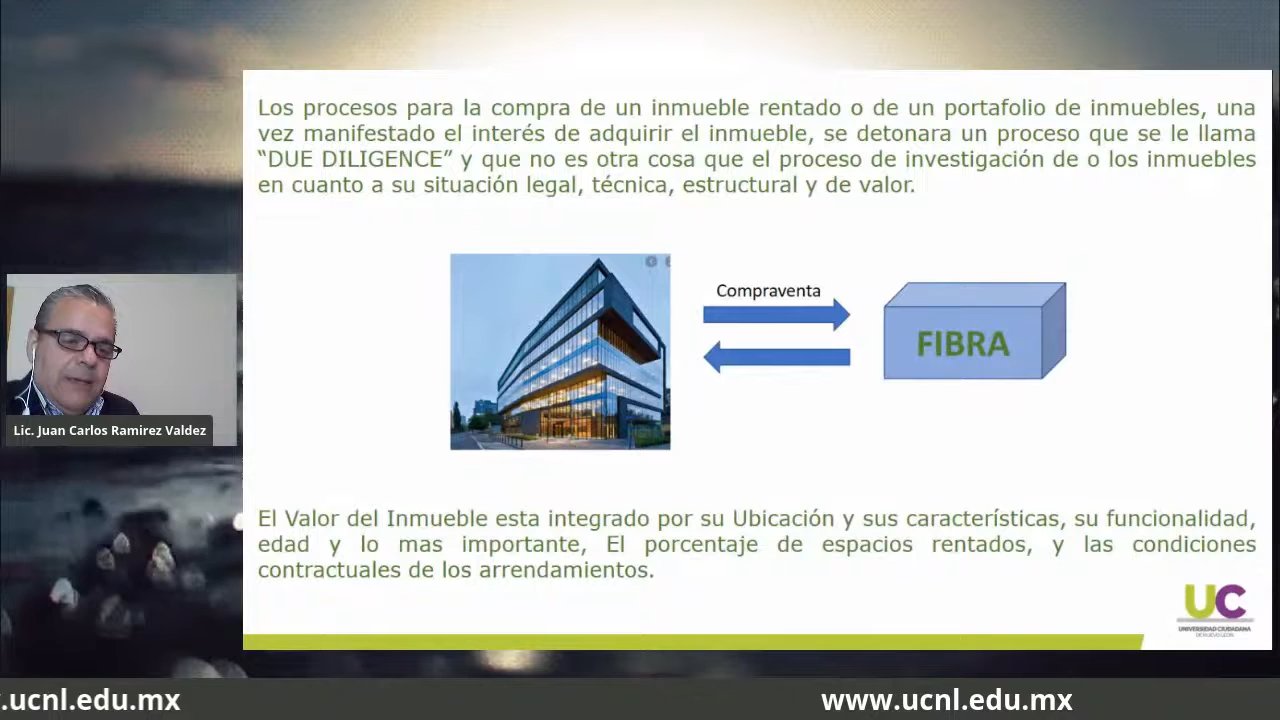 Los procesos para la compra de un inmueble rentado o de un portafolio de inmuebles, una
vez manifestado el interés de adquirir el inmueble, se detonara un proceso que se le llama
“DUE DILIGENCE” y que no es otra cosa que el proceso de investigación de o los inmuebles
en cuanto a su situación legal, técnica, estructural y de valor.
Compraventa
FIBRA
Lic. Juan Carlos Ramirez Valdez
El Valor del Inmueble esta integrado por su Ubicación y sus características, su funcionalidad,
edad y lo mas importante, El porcentaje de espacios rentados, y las condiciones
contractuales de los arrendamientos.
UC
UNIVERSIDAD CIUDADANA
DE NUEVO LEÓN
.ucnl.edu.mx
www.ucnl.edu.mx